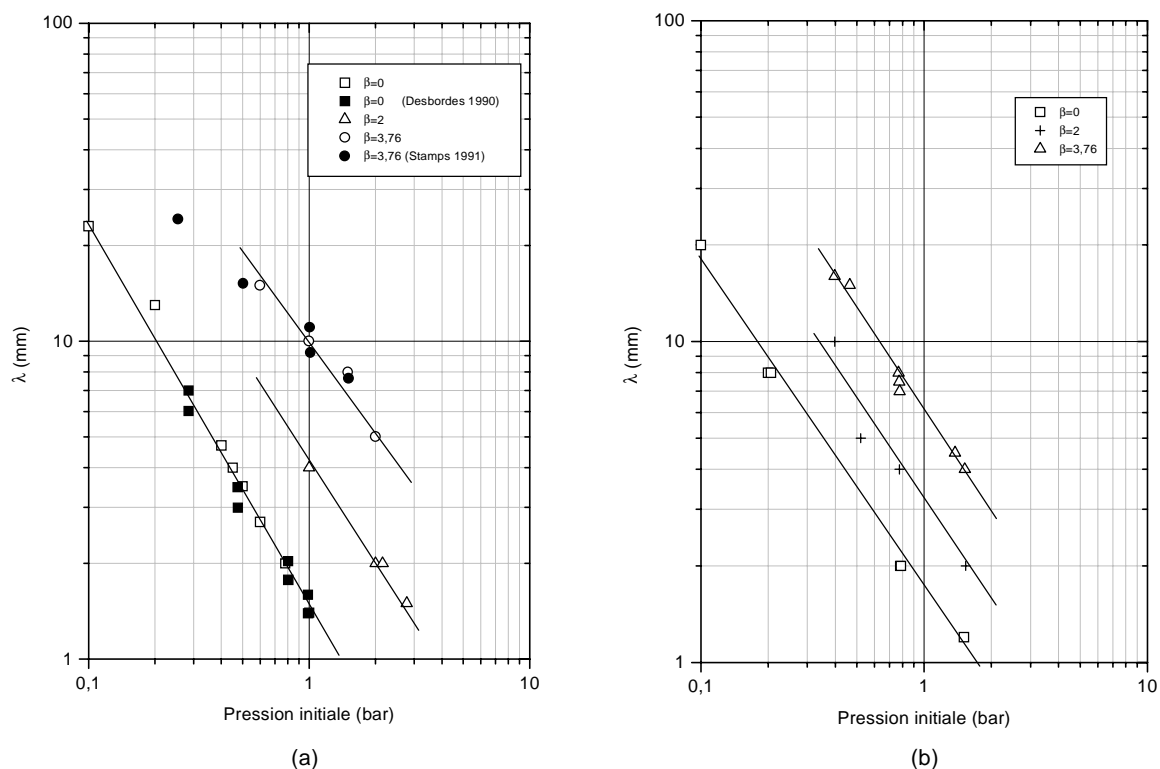 100
10
1
λ (mm)
β=0
β=0 (Desbordes 1990)
β=2
β=3,76
β=3,76 (Stamps 1991)
0,1
1
10
Pression initiale (bar)
(a)
100
10
1
λ (mm)
β=0
β=2
β=3,76
0,1
1
10
Pression initiale (bar)
(b)